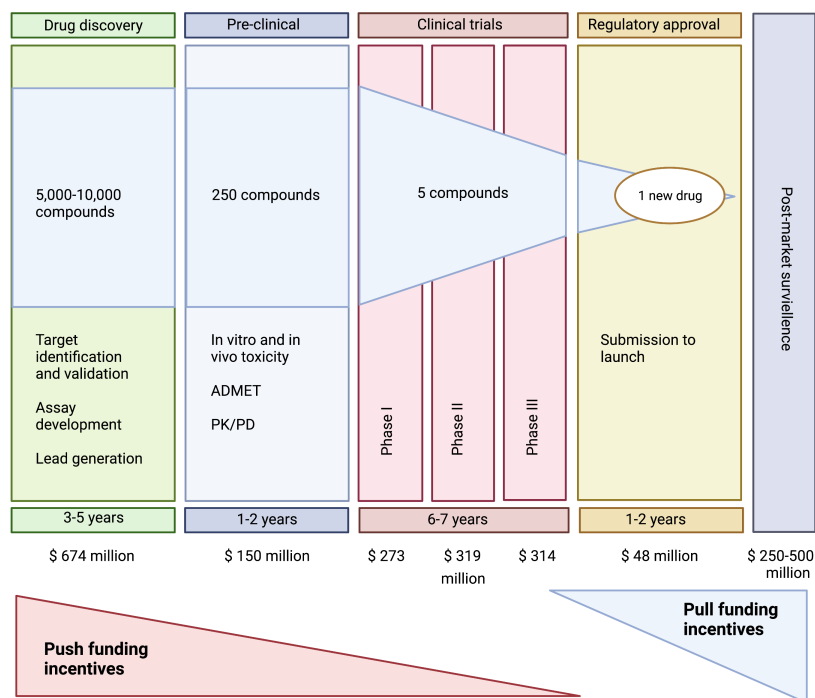 Drug discovery
Pre-clinical
Clinical trials
Regulatory approval
5,000-10,000
compounds
250 compounds
5 compounds
1 new drug
Post-market surviellence
Target
identification
and validation
Assay
development
Lead generation
In vitro and in
vivo toxicity
ADMET
PK/PD
Phase I
Phase II
Phase III
Submission to
launch
3-5 years
1-2 years
6-7 years
1-2 years
$ 674 million
$ 150 million
$ 273
$ 319
million
$ 314
$ 48 million
$ 250-500
million
Push funding
incentives
Pull funding
incentives